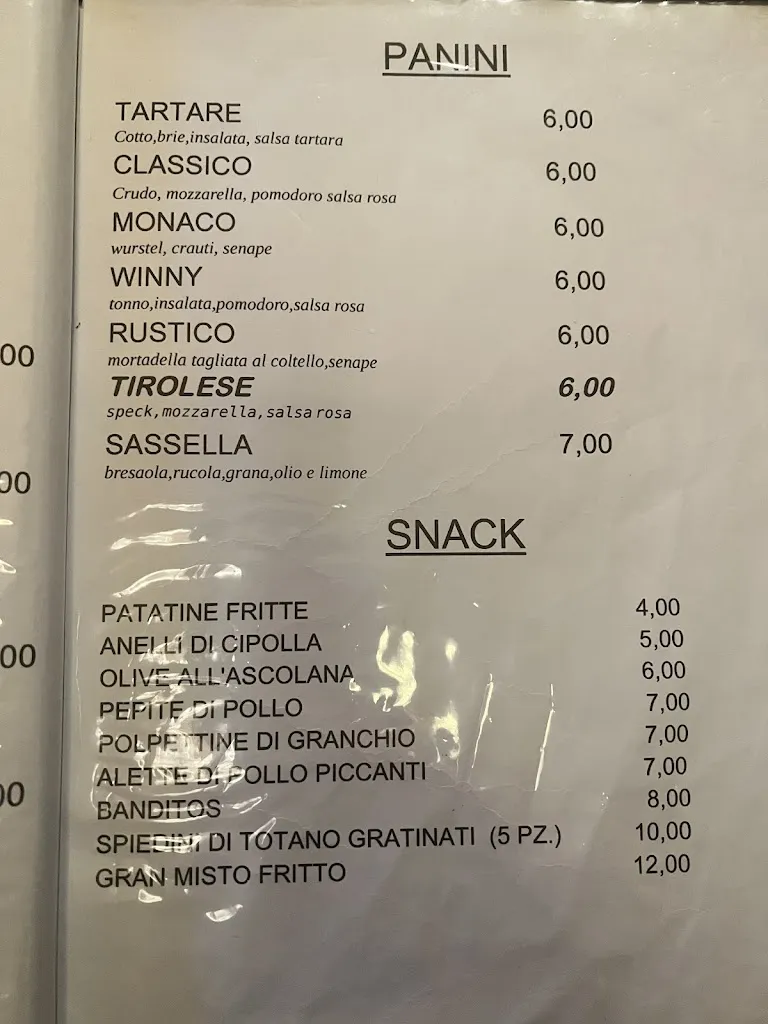 PANINI
TARTARE 6,00
Cotto,brie,insalata, salsa tartara
CLASSICO 6,00
Crudo, mozzarella, pomodoro salsa rosa
MONACO 6,00
wurstel, crauti, senape
WINNY 6,00
tonno,insalata,pomodoro,salsa rosa
RUSTICO 6,00
mortadella tagliata al coltello,senape
TIROLESE 6,00
speck,mozzarella,salsa rosa
SASSELLA 7,00
bresaola,rucola,grana,olio e limone
SNACK
PATATINE FRITTE 4,00
ANELLI DI CIPOLLA 5,00
OLIVE ALL'ASCOLANA 6,00
PEPITE DI POLLO 7,00
POLPETTINE DI GRANCHIO 7,00
ALETTE DI POLLO PICCANTI 7,00
BANDITOS 8,00
SPIEDINI DI TOTANO GRATINATI (5 PZ.) 10,00
GRAN MISTO FRITTO 12,00